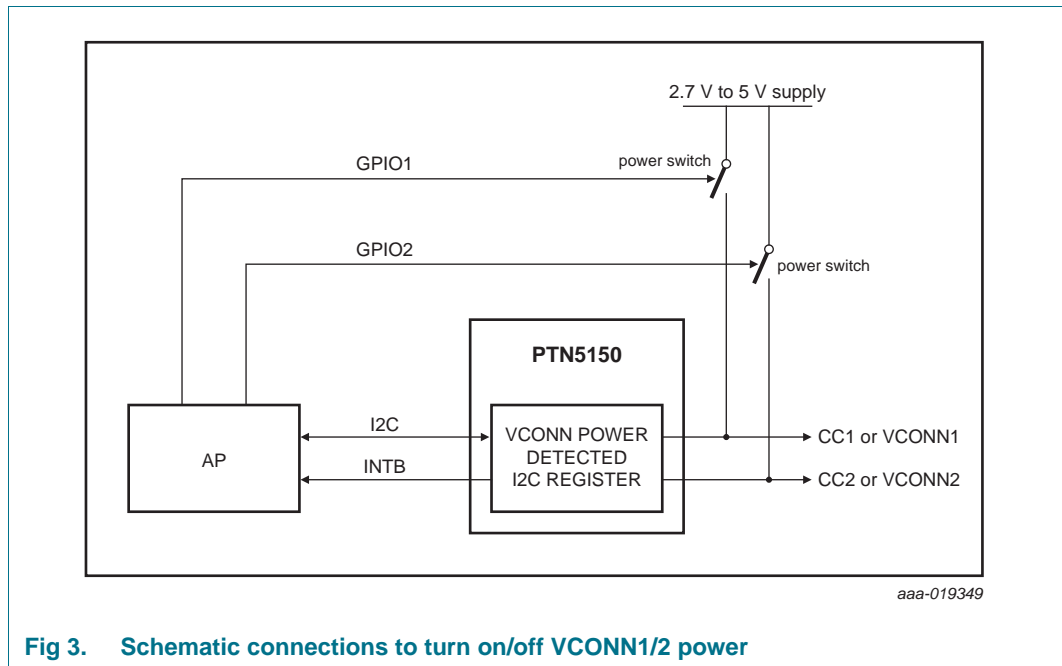 2.7 V to 5 V supply
GPIO1
power switch
GPIO2
power switch
PTN5150
AP
I2C
INTB
VCONN POWER
DETECTED
I2C REGISTER
CC1 or VCONN1
CC2 or VCONN2
aaa-019349
Fig 3. Schematic connections to turn on/off VCONN1/2 power